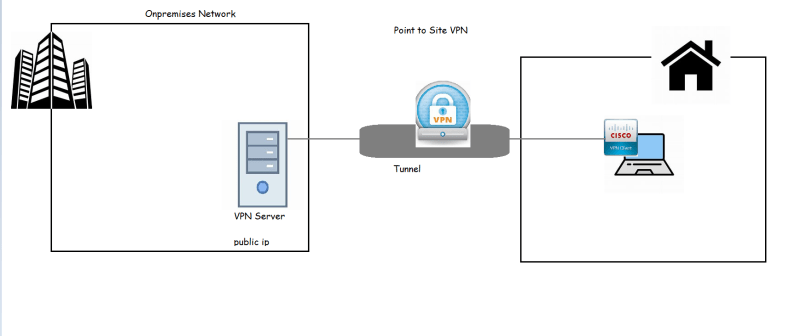 Onpremises Network
Point to Site VPN
VPN
CISCO
VPN Client
Tunnel
VPN Server
public ip